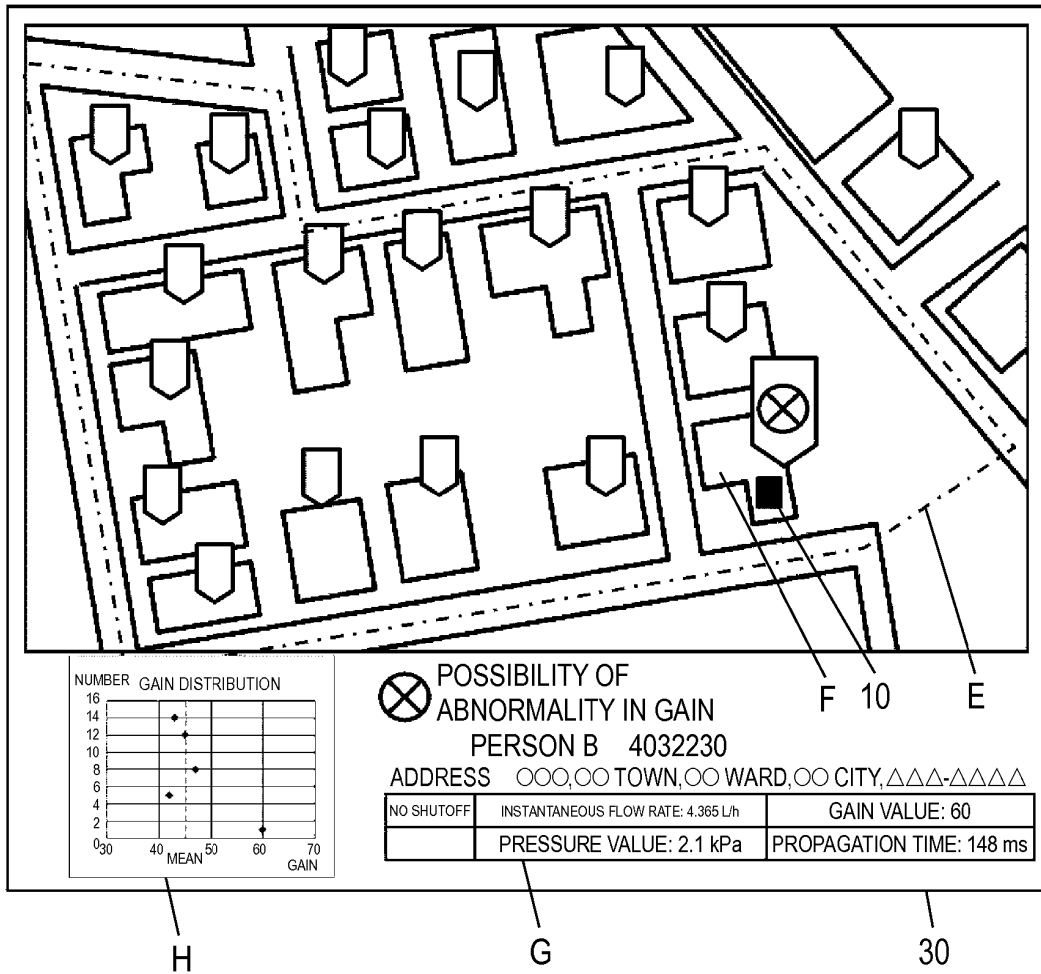 NUMBER GAIN DISTRIBUTION
16
14
12
10
8
6
4
2
0
30 40 50 60 70
MEAN
GAIN
POSSIBILITY OF
ABNORMALITY IN GAIN
PERSON B 4032230
ADDRESS ○○○,○○ TOWN,○○ WARD,○○ CITY,△△△-△△△△
NO SHUTOFF INSTANTANEOUS FLOW RATE: 4.365 L/h GAIN VALUE: 60
PRESSURE VALUE: 2.1 kPa PROPAGATION TIME: 148 ms
F 10 E
H G 30